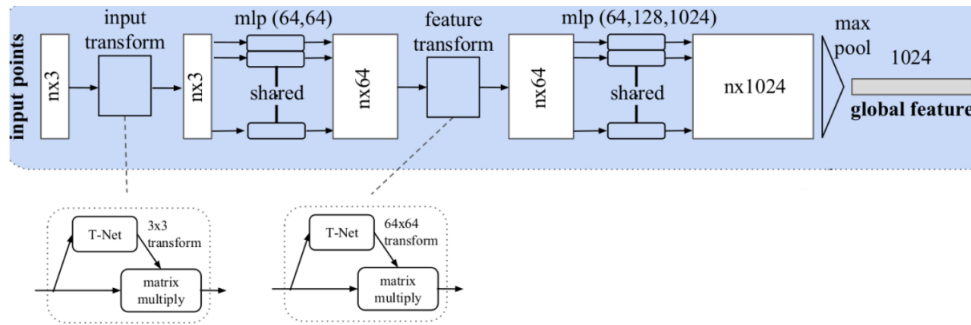 input points
nx3
input
transform
nx3
mlp (64,64)
shared
nx64
feature
transform
nx64
mlp (64,128,1024)
shared
nx1024
max
pool
1024
global feature
T-Net
3x3
transform
matrix
multiply
T-Net
64x64
transform
matrix
multiply